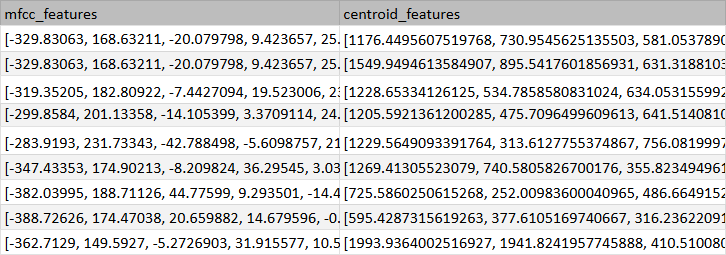 mfcc_features centroid_features
[-329.83063, 168.63211, -20.079798, 9.423657, 25. [1176.4495607519768, 730.9545625135503, 581.0537890
[-329.83063, 168.63211, -20.079798, 9.423657, 25. [1549.9494613584907, 895.5417601856931, 631.3188103
[-319.35205, 182.80922, -7.4427094, 19.523006, 23 [1228.65334126125, 534.7858580831024, 634.053155992
[-299.8584, 201.13358, -14.105399, 3.3709114, 24. [1205.5921361200285, 475.7096499609613, 641.5140810
[-283.9193, 231.73343, -42.788498, -5.6098757, 21 [1229.5649093391764, 313.6127755374867, 756.0819997
[-347.43353, 174.90213, -8.209824, 36.29545, 3.03 [1269.41305523079, 740.5805826700176, 355.823494961
[-382.03995, 188.71126, 44.77599, 9.293501, -14.4 [725.5860250615268, 252.00983600040965, 486.6649152
[-388.72626, 174.47038, 20.659882, 14.679596, -0. [595.4287315619263, 377.6105169740667, 316.23622091
[-362.7129, 149.5927, -5.2726903, 31.915577, 10.5 [1993.9364002516927, 1941.8241957745888, 410.510080